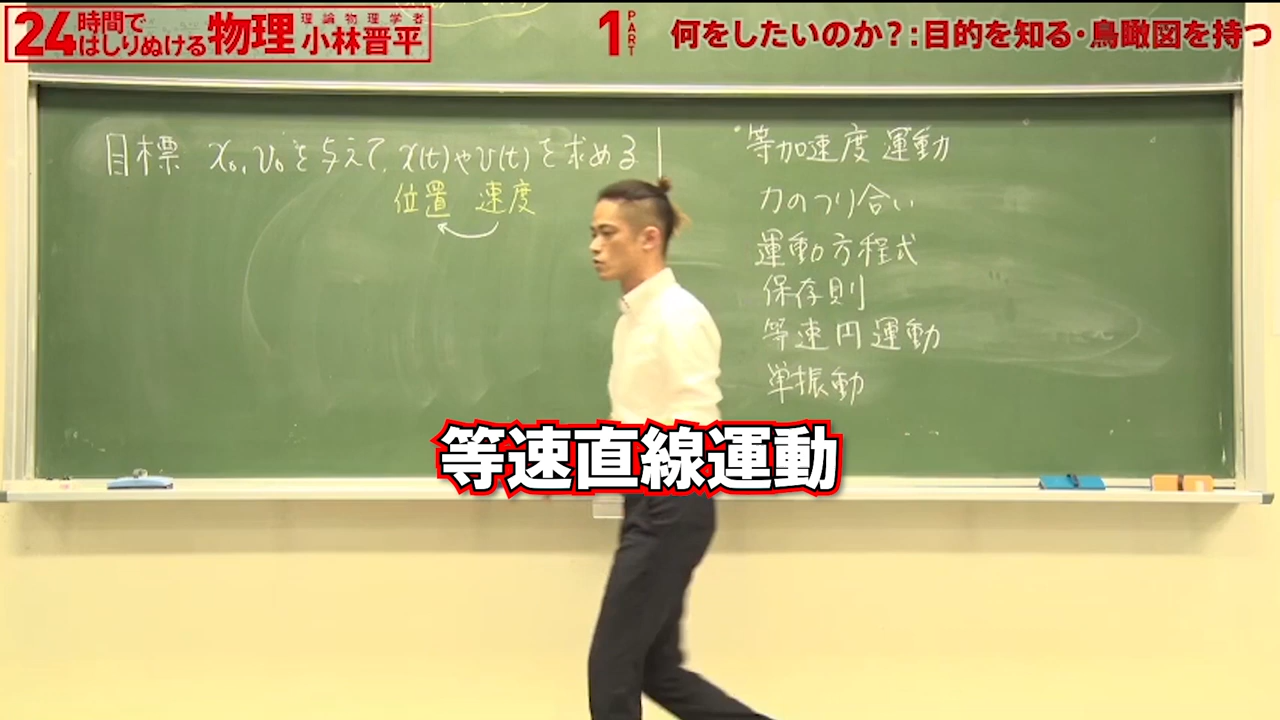 24時間ではしりぬける物理
理論物理学者
小林晋平
1
PART
何をしたいのか?:目的を知る・鳥瞰図を持つ
目標 x₀, v₀を与えて, x(t)やv(t)を求める
位置 速度
・等加速度運動
力のつり合い
運動方程式
保存則
等速円運動
単振動
等速直線運動